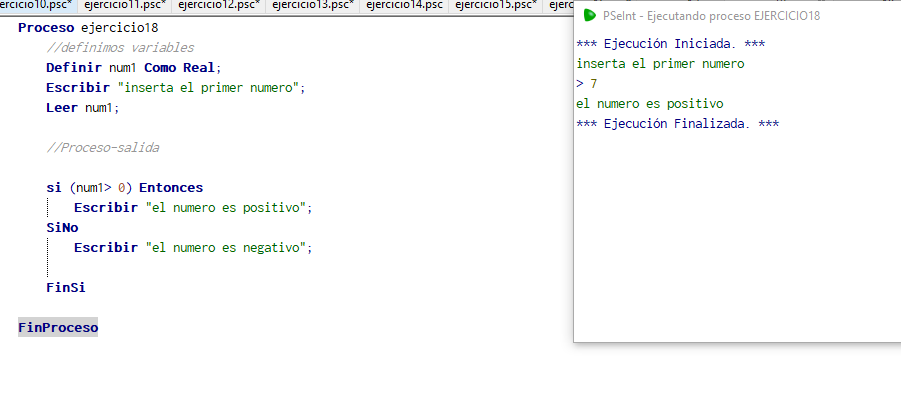 ercicio10.psc* ejercicio11.psc* ejercicio12.psc* ejercicio13.psc* ejercicio14.psc ejercicio15.psc*
Proceso ejercicio18
//definimos variables
Definir num1 Como Real;
Escribir "inserta el primer numero";
Leer num1;
//Proceso-salida
si (num1> 0) Entonces
Escribir "el numero es positivo";
SiNo
Escribir "el numero es negativo";
FinSi
FinProceso
PSeInt - Ejecutando proceso EJERCICIO18
*** Ejecución Iniciada. ***
inserta el primer numero
> 7
el numero es positivo
*** Ejecución Finalizada. ***